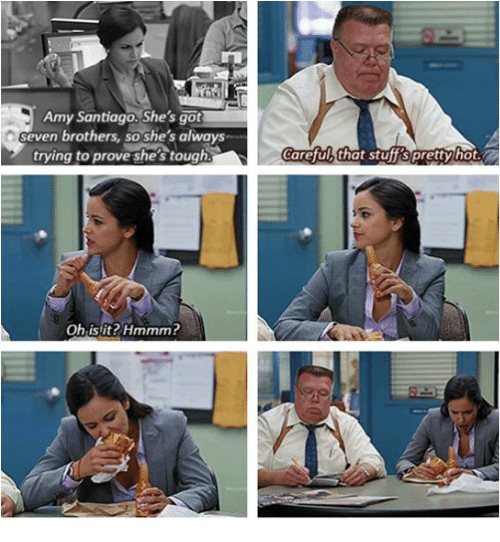 Amy Santiago. She's got
seven brothers, so she's always
trying to prove she's tough.
Careful, that stuff's pretty hot.
Oh is it? Hmmm?